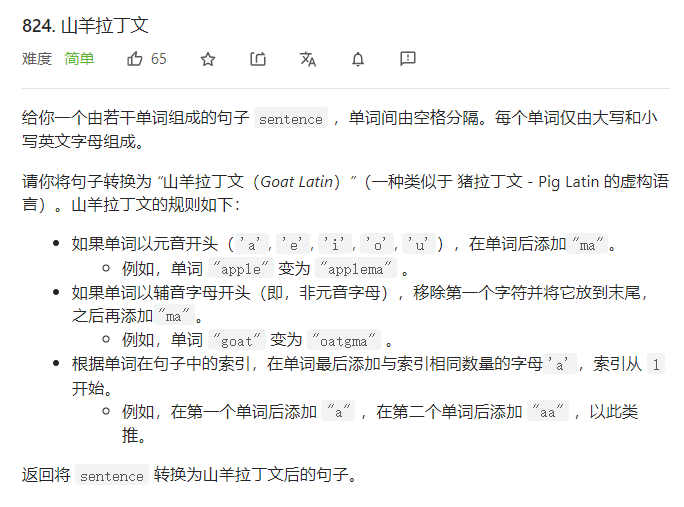 824. 山羊拉丁文
难度 简单 65
给你一个由若干单词组成的句子 sentence ，单词间由空格分隔。每个单词仅由大写和小
写英文字母组成。
请你将句子转换为 “山羊拉丁文（Goat Latin）”（一种类似于 猪拉丁文 - Pig Latin 的虚构语
言）。山羊拉丁文的规则如下：
• 如果单词以元音开头（'a', 'e', 'i', 'o', 'u'），在单词后添加"ma"。
◦ 例如，单词 "apple" 变为 "applema" 。
• 如果单词以辅音字母开头（即，非元音字母），移除第一个字符并将它放到末尾，
之后再添加"ma"。
◦ 例如，单词 "goat" 变为 "oatgma" 。
• 根据单词在句子中的索引，在单词最后添加与索引相同数量的字母'a'，索引从 1
开始。
◦ 例如，在第一个单词后添加 "a" ，在第二个单词后添加 "aa" ，以此类
推。
返回将 sentence 转换为山羊拉丁文后的句子。